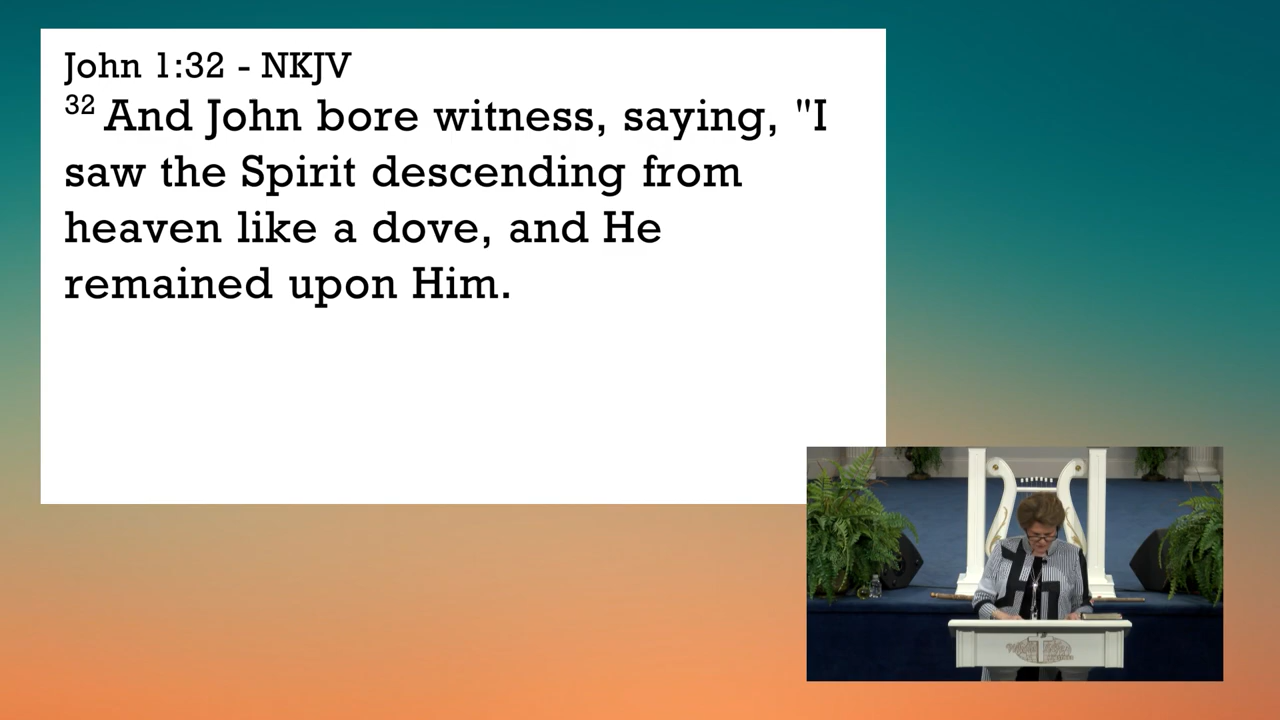 John 1:32 - NKJV
32 And John bore witness, saying, "I
saw the Spirit descending from
heaven like a dove, and He
remained upon Him.